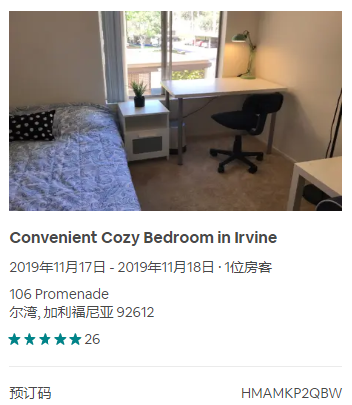 Convenient Cozy Bedroom in Irvine
2019年11月17日 - 2019年11月18日 · 1位房客
106 Promenade
尔湾, 加利福尼亚 92612
★★★★★ 26
预订码 HMAMKP2QBW